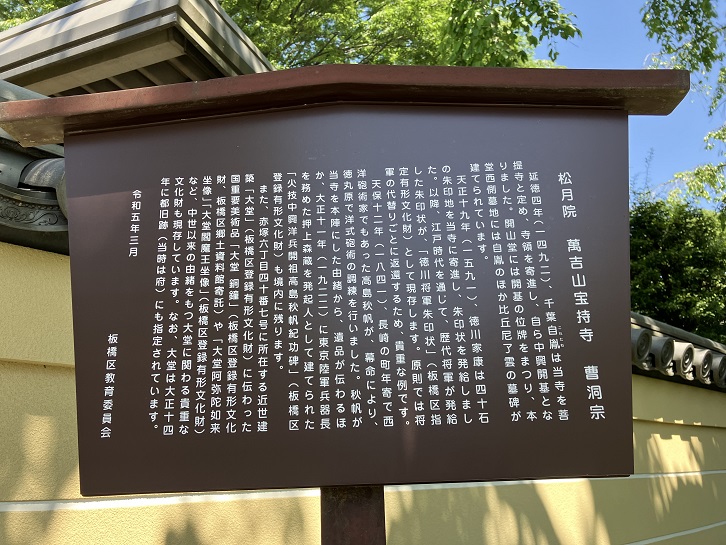 松月院　萬吉山宝持寺　曹洞宗
延徳四年(一四九二)、千葉自胤は当寺を菩
これたね
提寺と定め、寺領を寄進し、自ら中興開基とな
りました。開山堂には開基の位牌をまつり、本
堂西側墓地には自胤のほか比丘尼了雲の墓碑が
建てられています。
天正十九年(一五九一)、徳川家康は四十石
の朱印地を当寺に寄進し、朱印状を発給しまし
た。以降、江戸時代を通じて、歴代将軍が発給
した朱印状が、「徳川将軍朱印状」(板橋区指
定有形文化財)として現存します。原則では将
軍の代替りごとに返還するため、貴重な例です。
天保十二年(一八四一)、長崎の町年寄で西
洋砲術家でもあった高島秋帆が、幕命により、
徳丸原で洋式砲術の調練を行いました。秋帆が
当寺を本陣にした由緒から、遺品が伝わるほ
か、大正十一年(一九二二)に東京陸軍兵器長
を務めた押上森蔵を発起人として建てられた
「火技中興洋兵開祖高島秋帆紀功碑」(板橋区
登録有形文化財)も境内に残ります。
また、赤塚六丁目四十番七号に所在する近世建
築「大堂」(板橋区登録有形文化財)に伝わった
国重要美術品「大堂　銅鐘」(板橋区登録有形文化
財、板橋区郷土資料館寄託)や「大堂阿弥陀如来
坐像」「大堂閻魔王坐像」(板橋区登録有形文化財)
など、中世以来の由緒をもつ大堂に関わる貴重な
文化財も現存しています。なお、大堂は大正十四
年に都旧跡(当時は府)にも指定されています。
令和五年三月
板橋区教育委員会